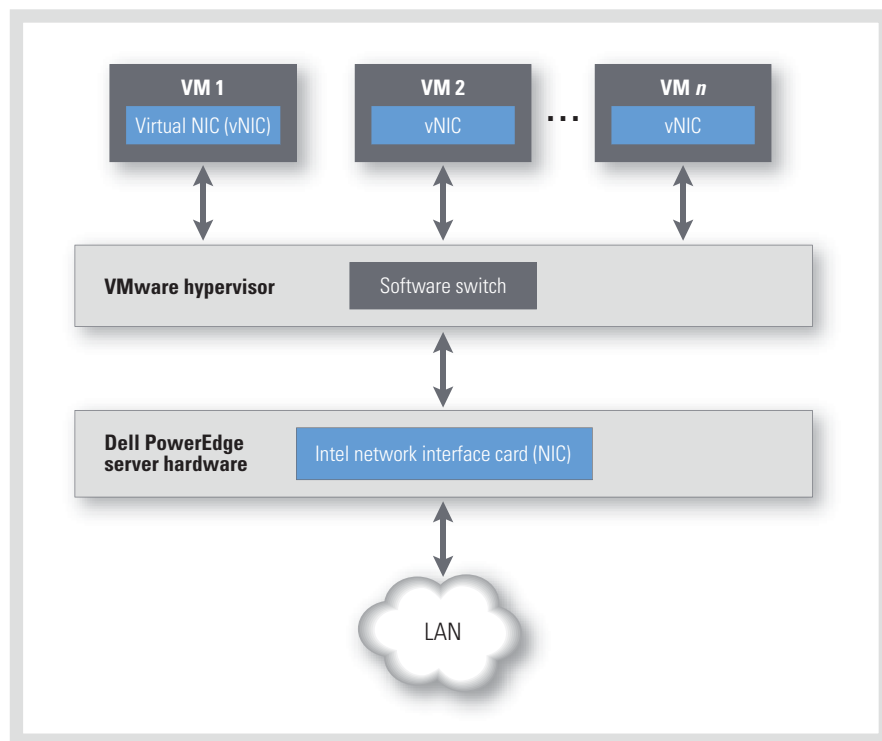 VM 1
Virtual NIC (vNIC)
VM 2
vNIC
...
VM n
vNIC
VMware hypervisor
Software switch
Dell PowerEdge
server hardware
Intel network interface card (NIC)
LAN